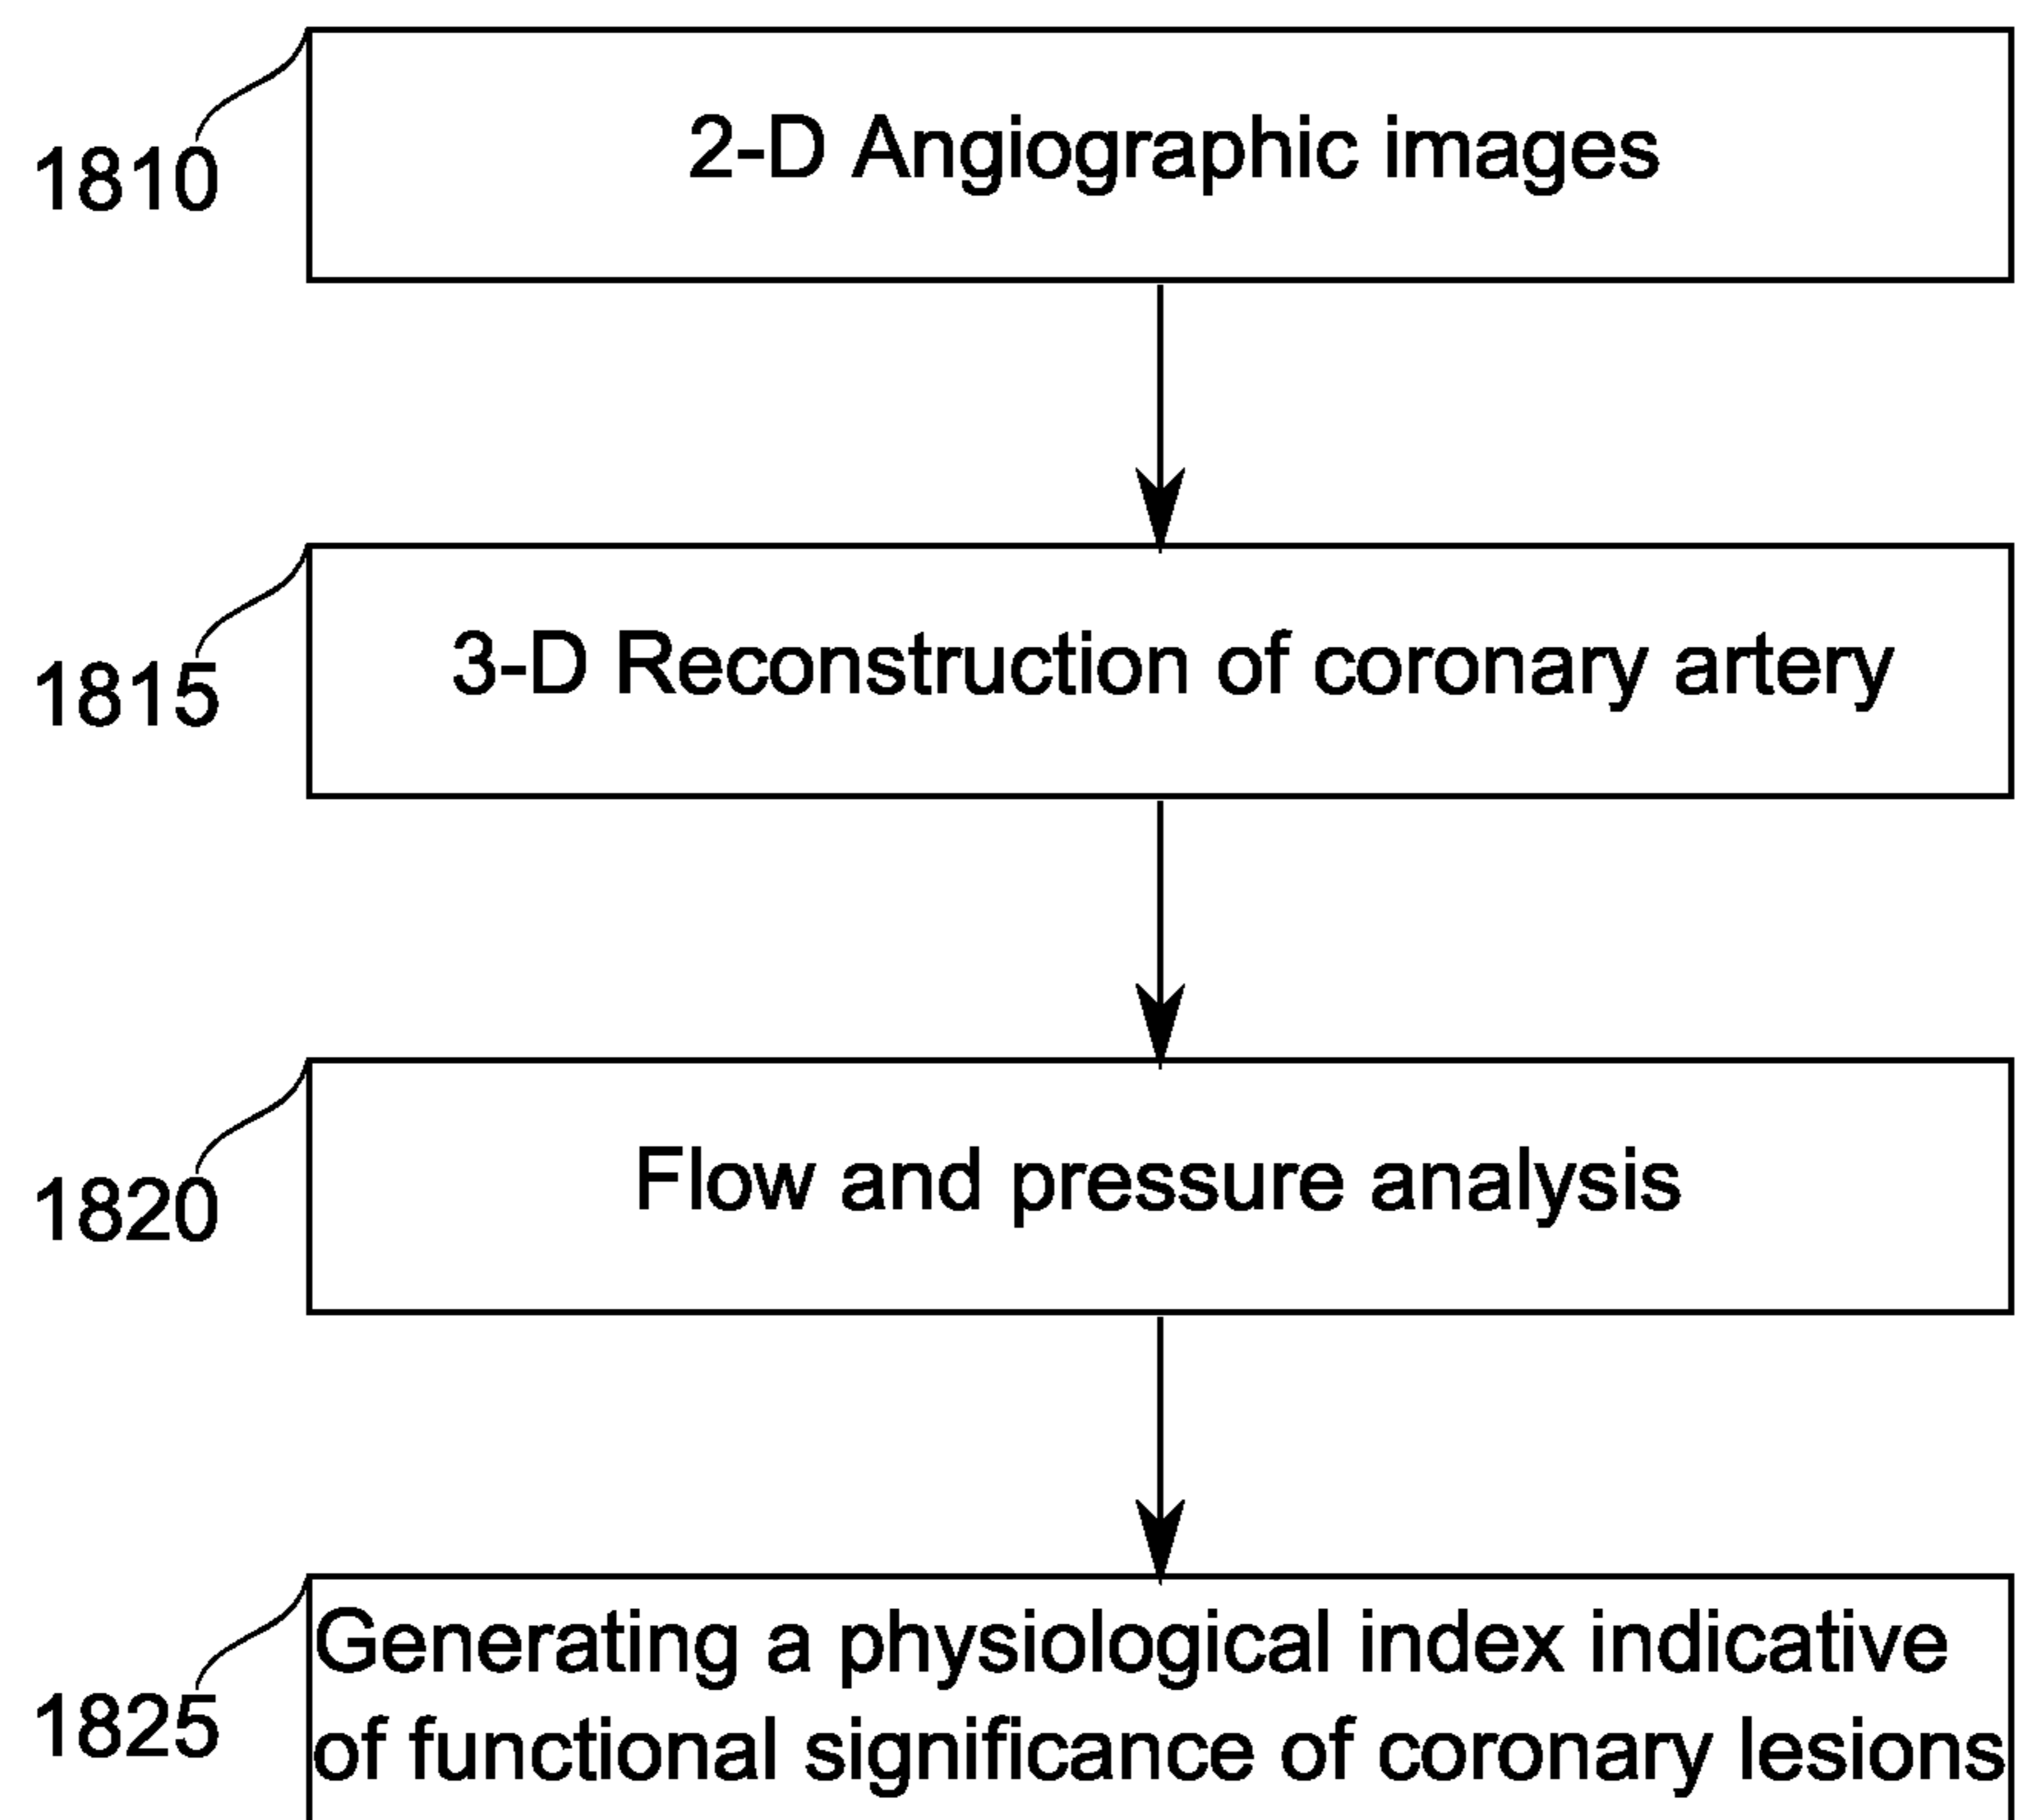 1810
2-D Angiographic images
1815
3-D Reconstruction of coronary artery
1820
Flow and pressure analysis
1825
Generating a physiological index indicative
of functional significance of coronary lesions